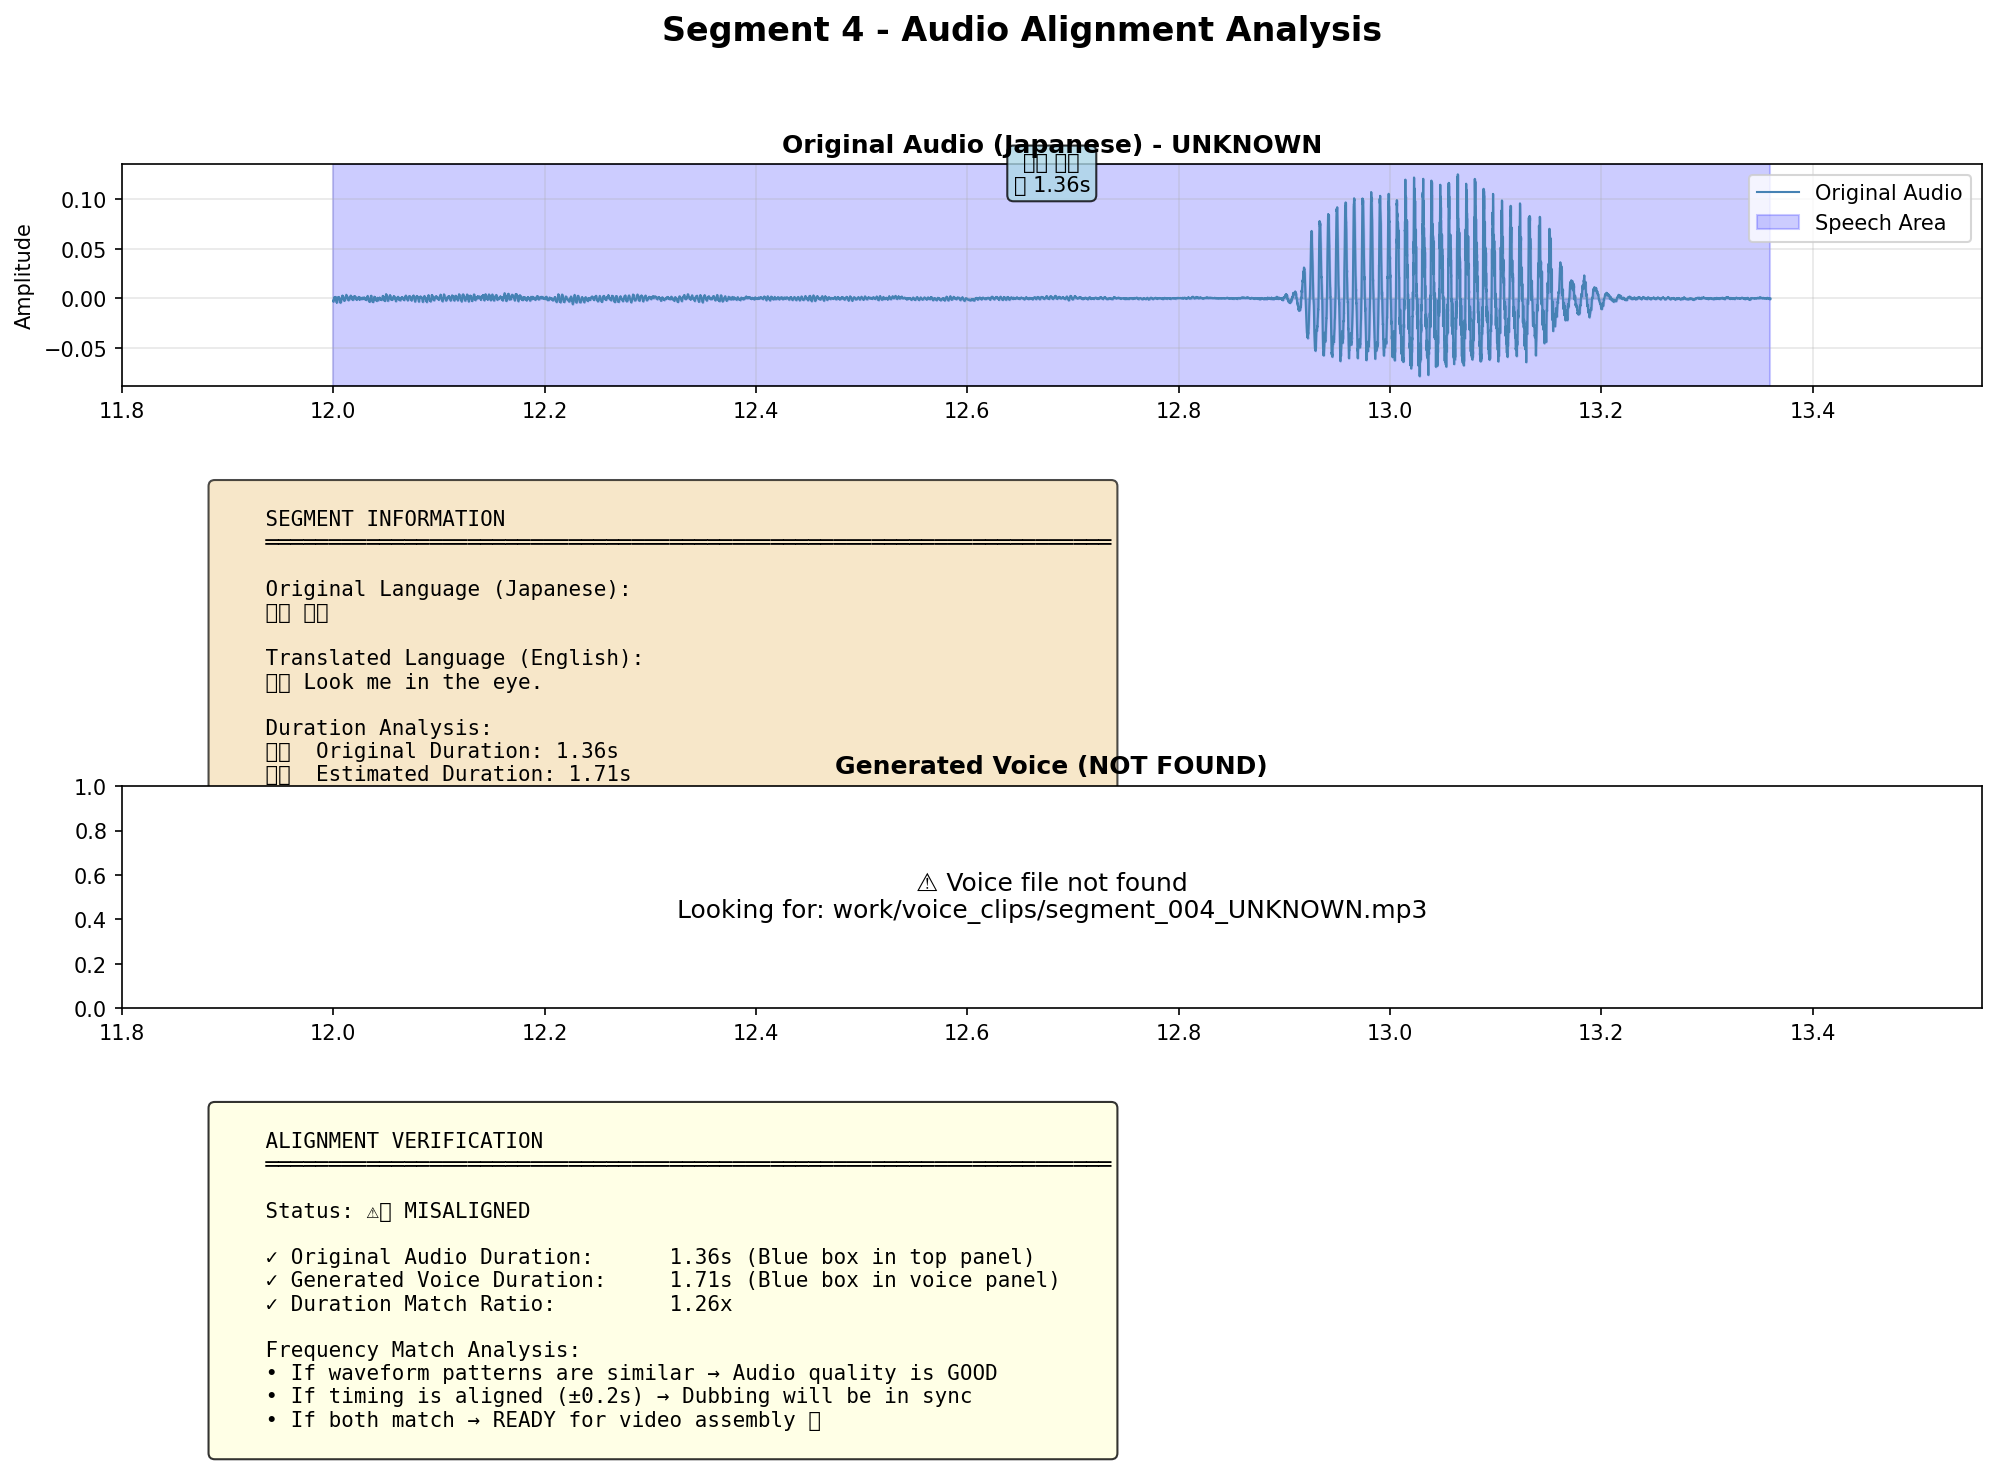 Segment 4 - Audio Alignment Analysis
Original Audio (Japanese) - UNKNOWN
1.36s
Original Audio
Speech Area
Amplitude
0.10
0.05
0.00
−0.05
11.8 12.0 12.2 12.4 12.6 12.8 13.0 13.2 13.4
SEGMENT INFORMATION
Original Language (Japanese):
Translated Language (English):
Look me in the eye.
Duration Analysis:
Original Duration: 1.36s
Estimated Duration: 1.71s
Generated Voice (NOT FOUND)
1.0
0.8
0.6
0.4
0.2
0.0
⚠ Voice file not found
Looking for: work/voice_clips/segment_004_UNKNOWN.mp3
11.8 12.0 12.2 12.4 12.6 12.8 13.0 13.2 13.4
ALIGNMENT VERIFICATION
Status: ⚠ MISALIGNED
✓ Original Audio Duration: 1.36s (Blue box in top panel)
✓ Generated Voice Duration: 1.71s (Blue box in voice panel)
✓ Duration Match Ratio: 1.26x
Frequency Match Analysis:
• If waveform patterns are similar → Audio quality is GOOD
• If timing is aligned (±0.2s) → Dubbing will be in sync
• If both match → READY for video assembly